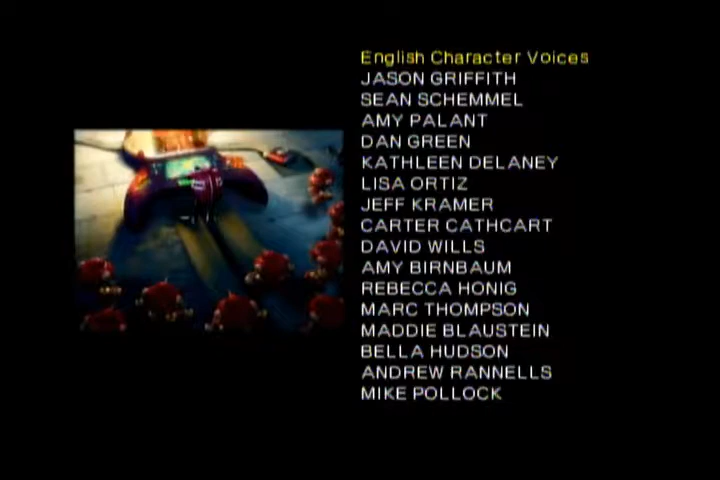 English Character Voices
JASON GRIFFITH
SEAN SCHEMMEL
AMY PALANT
DAN GREEN
KATHLEEN DELANEY
LISA ORTIZ
JEFF KRAMER
CARTER CATHCART
DAVID WILLS
AMY BIRNBAUM
REBECCA HONIG
MARC THOMPSON
MADDIE BLAUSTEIN
BELLA HUDSON
ANDREW RANNELLS
MIKE POLLOCK